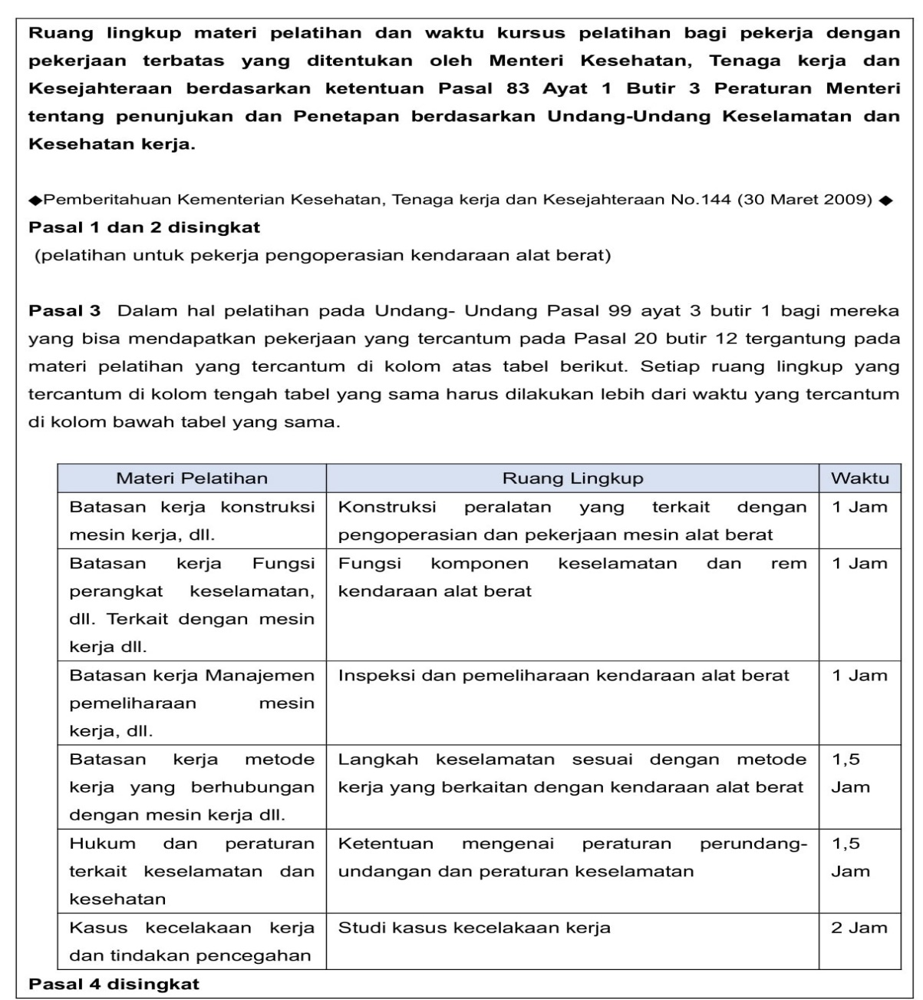 Ruang lingkup materi pelatihan dan waktu kursus pelatihan bagi pekerja dengan
pekerjaan terbatas yang ditentukan oleh Menteri Kesehatan, Tenaga kerja dan
Kesejahteraan berdasarkan ketentuan Pasal 83 Ayat 1 Butir 3 Peraturan Menteri
tentang penunjukan dan Penetapan berdasarkan Undang-Undang Keselamatan dan
Kesehatan kerja.
◆Pemberitahuan Kementerian Kesehatan, Tenaga kerja dan Kesejahteraan No.144 (30 Maret 2009) ◆
Pasal 1 dan 2 disingkat
(pelatihan untuk pekerja pengoperasian kendaraan alat berat)
Pasal 3 Dalam hal pelatihan pada Undang- Undang Pasal 99 ayat 3 butir 1 bagi mereka
yang bisa mendapatkan pekerjaan yang tercantum pada Pasal 20 butir 12 tergantung pada
materi pelatihan yang tercantum di kolom atas tabel berikut. Setiap ruang lingkup yang
tercantum di kolom tengah tabel yang sama harus dilakukan lebih dari waktu yang tercantum
di kolom bawah tabel yang sama.
Materi Pelatihan
Ruang Lingkup
Waktu
Batasan kerja konstruksi
mesin kerja, dll.
Konstruksi peralatan yang terkait dengan
pengoperasian dan pekerjaan mesin alat berat
1 Jam
Batasan kerja Fungsi
perangkat keselamatan,
dll. Terkait dengan mesin
kerja dll.
Fungsi komponen keselamatan dan rem
kendaraan alat berat
1 Jam
Batasan kerja Manajemen
pemeliharaan mesin
kerja, dll.
Inspeksi dan pemeliharaan kendaraan alat berat
1 Jam
Batasan kerja metode
kerja yang berhubungan
dengan mesin kerja dll.
Langkah keselamatan sesuai dengan metode
kerja yang berkaitan dengan kendaraan alat berat
1,5
Jam
Hukum dan peraturan
terkait keselamatan dan
kesehatan
Ketentuan mengenai peraturan perundang-
undangan dan peraturan keselamatan
1,5
Jam
Kasus kecelakaan kerja
dan tindakan pencegahan
Studi kasus kecelakaan kerja
2 Jam
Pasal 4 disingkat